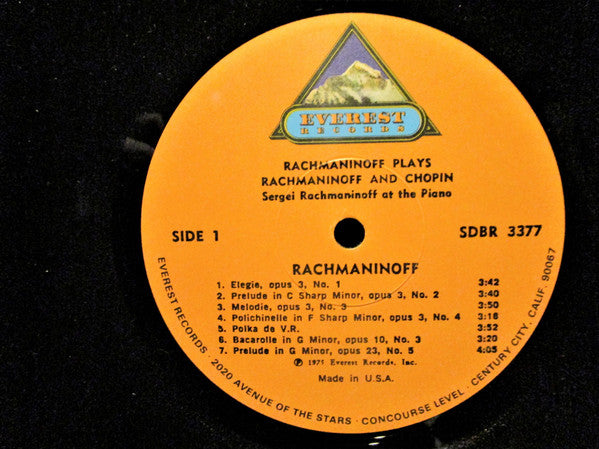 EVEREST
RECORDS
RACHMANINOFF PLAYS
RACHMANINOFF AND CHOPIN
Sergei Rachmaninoff at the Piano
SIDE 1
SDBR 3377
RACHMANINOFF
1. Elegie, opus 3, No. 1 3:42
2. Prelude in C Sharp Minor, opus 3, No. 2 3:40
3. Melodie, opus 3, No. 3 3:50
4. Polichinelle in F Sharp Minor, opus 3, No. 4 3:16
5. Polka de V.R. 3:52
6. Bacarolle in G Minor, opus 10, No. 3 3:20
7. Prelude in G Minor, opus 23, No. 5 4:05
℗ 1975 Everest Records, Inc.
Made in U.S.A.
EVEREST RECORDS · 2020 AVENUE OF THE STARS · CONCOURSE LEVEL · CENTURY CITY, CALIF. 90067